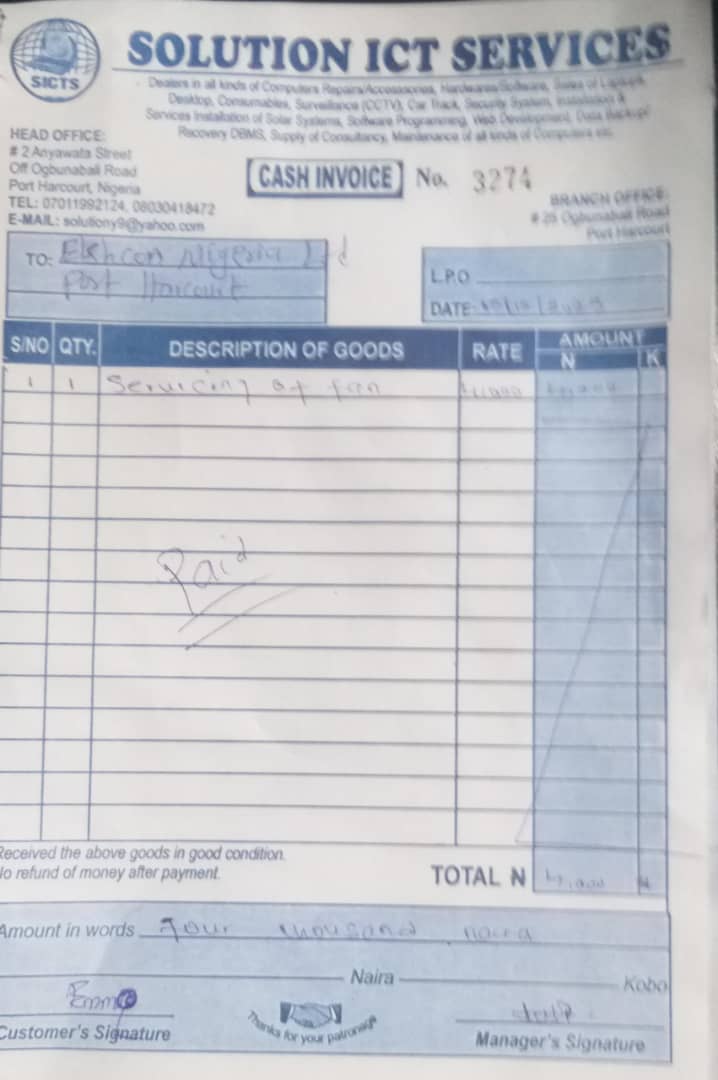 SICTS
SOLUTION ICT SERVICES
Dealers in all kinds of Computers Repairs/Accessories, Hardwares/Software, Sales of Laptops,
Desktop, Consumables, Surveillance (CCTV), Car Track, Security System, Installation &
Services Installation of Solar Systems, Software Programming, Web Development, Data Backup/
Recovery DBMS, Supply of Consultancy, Maintenance of all kinds of Computers etc.
HEAD OFFICE:
# 2 Anyawata Street
Off Ogbunabali Road
Port Harcourt, Nigeria
TEL: 07011992124, 08030418472
E-MAIL: solutiony9@yahoo.com
CASH INVOICE No. 3274
BRANCH OFFICE:
# 25 Ogbunabali Road
Port Harcourt
TO: Nigeria Ltd
Port Harcourt
L.P.O
DATE:
S/NO QTY. DESCRIPTION OF GOODS RATE AMOUNT
N K
1 1 Servicing of fan
Paid
Received the above goods in good condition.
No refund of money after payment.
TOTAL N
Amount in words Four thousand naira
Naira Kobo
Customer's Signature
Thanks for your patronage
Manager's Signature